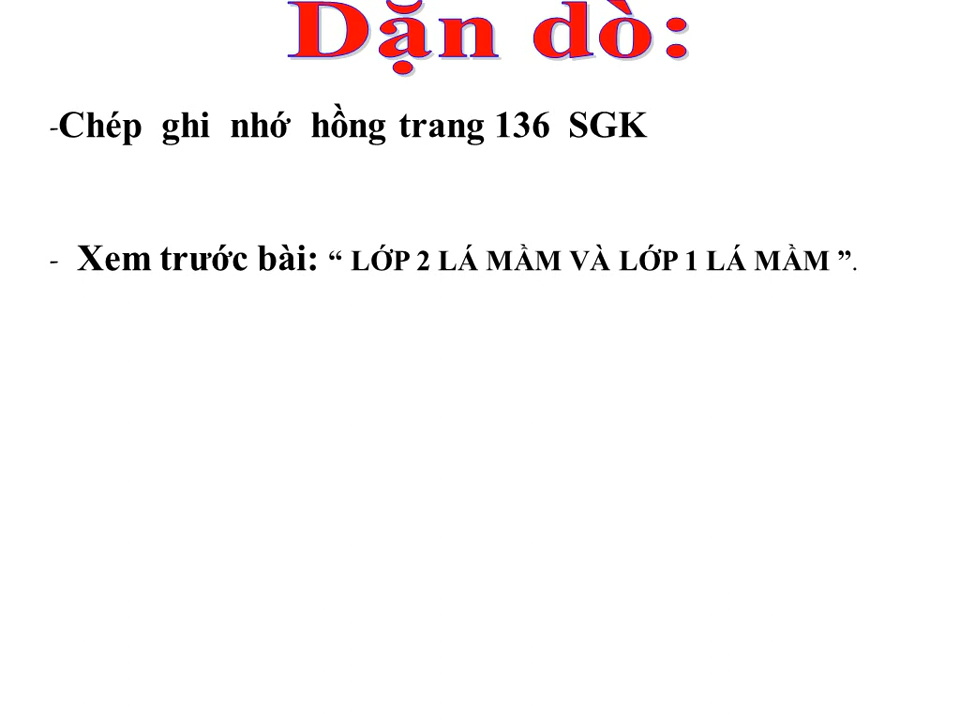 Dặn dò:
-Chép ghi nhớ hồng trang 136 SGK
- Xem trước bài: “ LỚP 2 LÁ MẦM VÀ LỚP 1 LÁ MẦM ”.